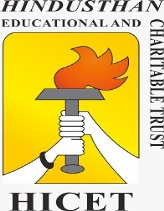 HINDUSTHAN
EDUCATIONAL AND
CHARITABLE TRUST
HICET